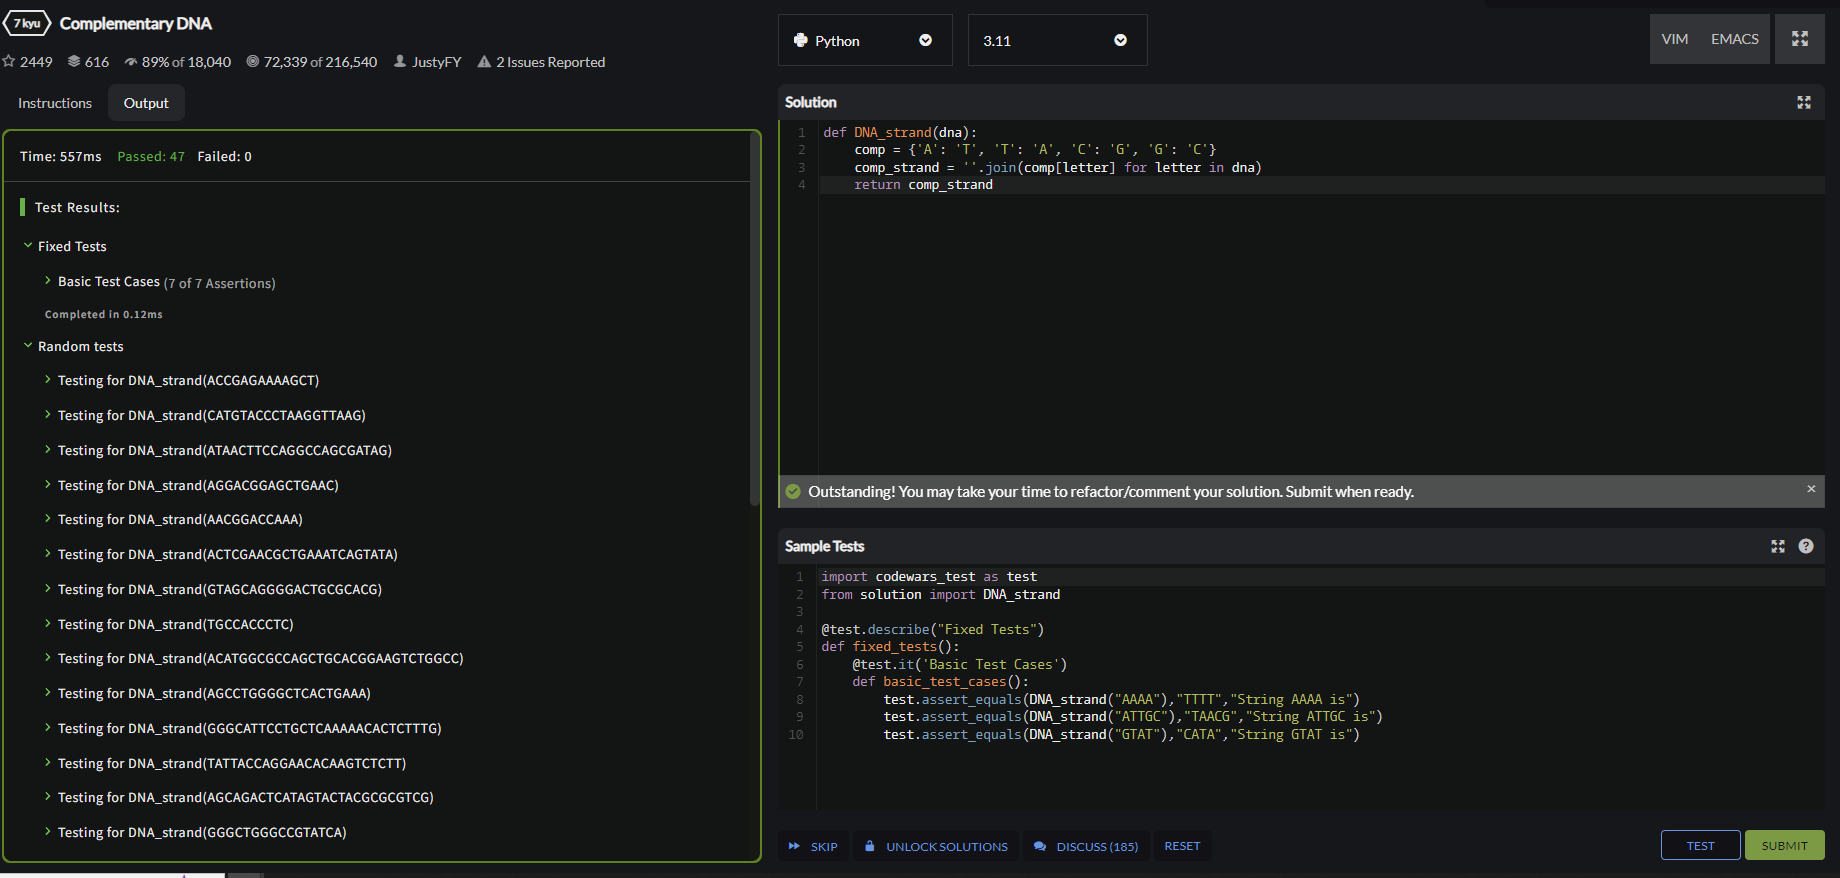 7 kyu Complementary DNA
2449 616 89% of 18,040 72,339 of 216,540 JustyFY 2 Issues Reported
Instructions Output
Time: 557ms Passed: 47 Failed: 0
Test Results:
Fixed Tests
Basic Test Cases (7 of 7 Assertions)
Completed in 0.12ms
Random tests
Testing for DNA_strand(ACCGAGAAAAGCT)
Testing for DNA_strand(CATGTACCCTAAGGTTAAG)
Testing for DNA_strand(ATAACTTCCAGGCCAGCGATAG)
Testing for DNA_strand(AGGACGGAGCTGAAC)
Testing for DNA_strand(AACGGACCAAA)
Testing for DNA_strand(ACTCGAACGCTGAAATCAGTATA)
Testing for DNA_strand(GTAGCAGGGGACTGCGCACG)
Testing for DNA_strand(TGCCACCCTC)
Testing for DNA_strand(ACATGGCGCCAGCTGCACGGAAGTCTGGCC)
Testing for DNA_strand(AGCCTGGGGCTCACTGAAA)
Testing for DNA_strand(GGGCATTCCTGCTCAAAAACACTCTTTG)
Testing for DNA_strand(TATTACCAGGAACACAAGTCTCTT)
Testing for DNA_strand(AGCAGACTCATAGTACTACGCGCGTCG)
Testing for DNA_strand(GGGCTGGGCCGTATCA)
Python 3.11 VIM EMACS
Solution
1 def DNA_strand(dna):
2 comp = {'A': 'T', 'T': 'A', 'C': 'G', 'G': 'C'}
3 comp_strand = ''.join(comp[letter] for letter in dna)
4 return comp_strand
Outstanding! You may take your time to refactor/comment your solution. Submit when ready. ×
Sample Tests ?
1 import codewars_test as test
2 from solution import DNA_strand
3
4 @test.describe("Fixed Tests")
5 def fixed_tests():
6 @test.it('Basic Test Cases')
7 def basic_test_cases():
8 test.assert_equals(DNA_strand("AAAA"),"TTTT","String AAAA is")
9 test.assert_equals(DNA_strand("ATTGC"),"TAACG","String ATTGC is")
10 test.assert_equals(DNA_strand("GTAT"),"CATA","String GTAT is")
SKIP UNLOCK SOLUTIONS DISCUSS (185) RESET TEST SUBMIT